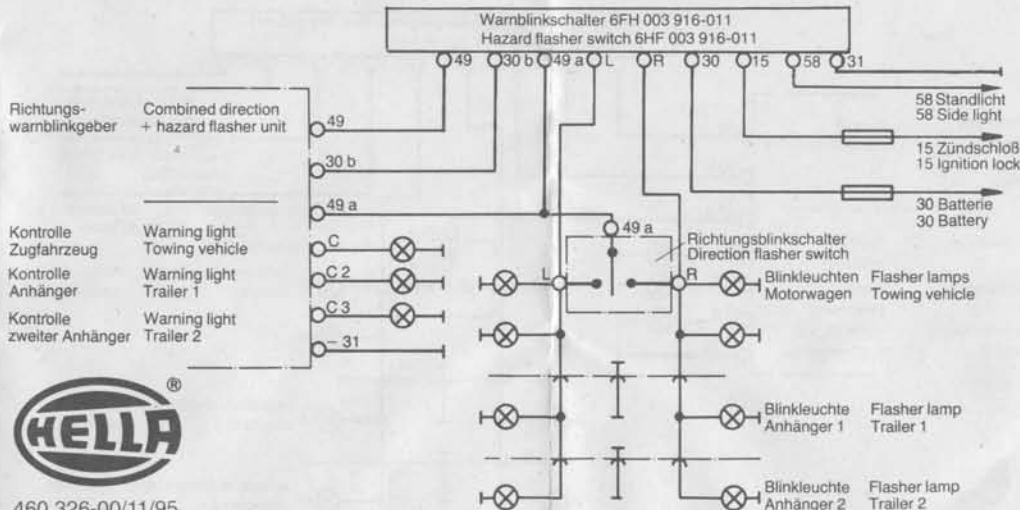 Warnblinkschalter 6FH 003 916-011
Hazard flasher switch 6HF 003 916-011
49 30 b 49 a L R 30 15 58 31
58 Standlicht
58 Side light
15 Zündschloß
15 Ignition lock
30 Batterie
30 Battery
Richtungs- Combined direction
warnblinkgeber + hazard flasher unit
49
30 b
49 a
Kontrolle Warning light
Zugfahrzeug Towing vehicle
C
Kontrolle Warning light
Anhänger Trailer 1
C 2
Kontrolle Warning light
zweiter Anhänger Trailer 2
C 3
– 31
49 a
Richtungsblinkschalter
Direction flasher switch
L R
Blinkleuchten Flasher lamps
Motorwagen Towing vehicle
Blinkleuchte Flasher lamp
Anhänger 1 Trailer 1
Blinkleuchte Flasher lamp
Anhänger 2 Trailer 2
HELLA ®
460 326-00/11/95